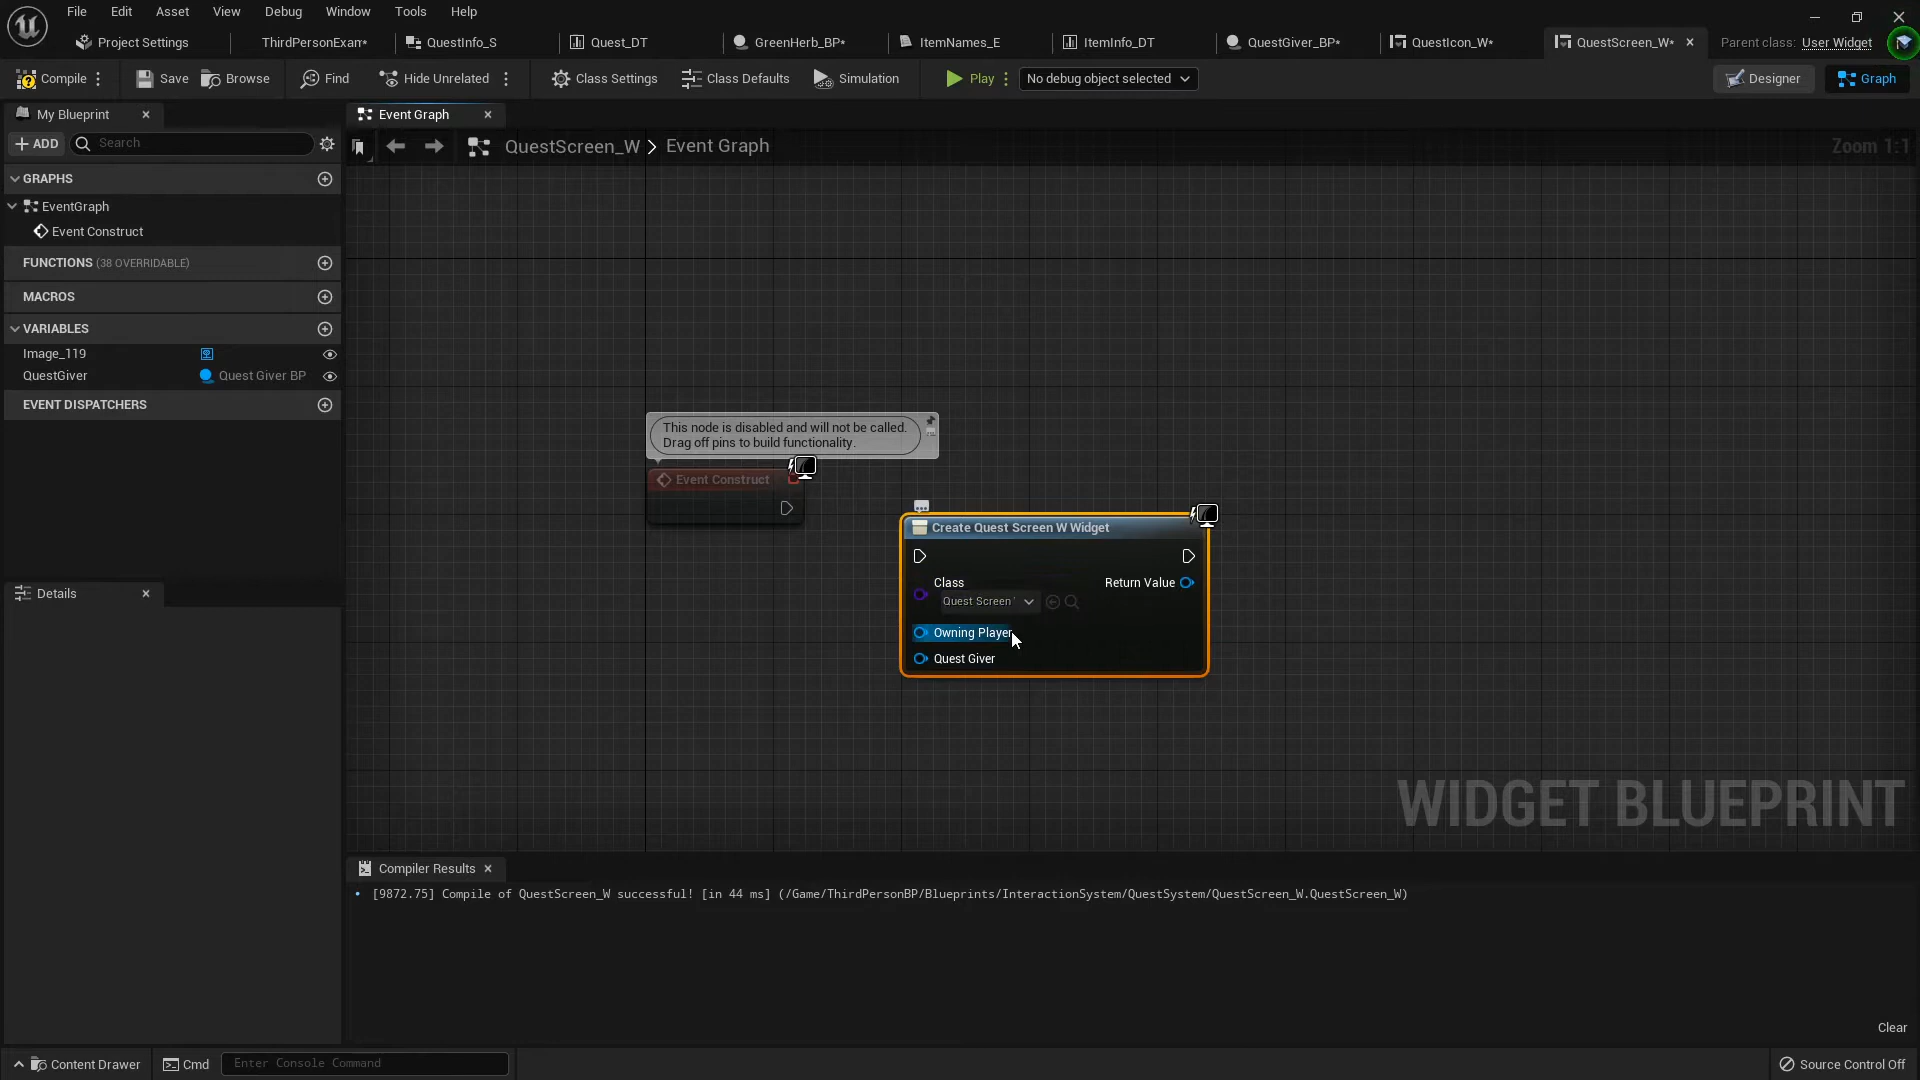 File Edit Asset View Debug Window Tools Help
Project Settings ThirdPersonExam* QuestInfo_S Quest_DT GreenHerb_BP* ItemNames_E ItemInfo_DT QuestGiver_BP* QuestIcon_W* QuestScreen_W* Parent class: User Widget
Compile Save Browse Find Hide Unrelated Class Settings Class Defaults Simulation Play No debug object selected Designer Graph
My Blueprint
Event Graph
ADD Search
QuestScreen_W > Event Graph Zoom 1:1
GRAPHS
EventGraph
Event Construct
FUNCTIONS (38 OVERRIDABLE)
MACROS
VARIABLES
Image_119
QuestGiver Quest Giver BP
EVENT DISPATCHERS
This node is disabled and will not be called.
Drag off pins to build functionality.
Event Construct
Create Quest Screen W Widget
Class Return Value
Quest Screen
Owning Player
Quest Giver
Details
WIDGET BLUEPRINT
Compiler Results
• [9872.75] Compile of QuestScreen_W successful! [in 44 ms] (/Game/ThirdPersonBP/Blueprints/InteractionSystem/QuestSystem/QuestScreen_W.QuestScreen_W)
Clear
Content Drawer Cmd Enter Console Command Source Control Off